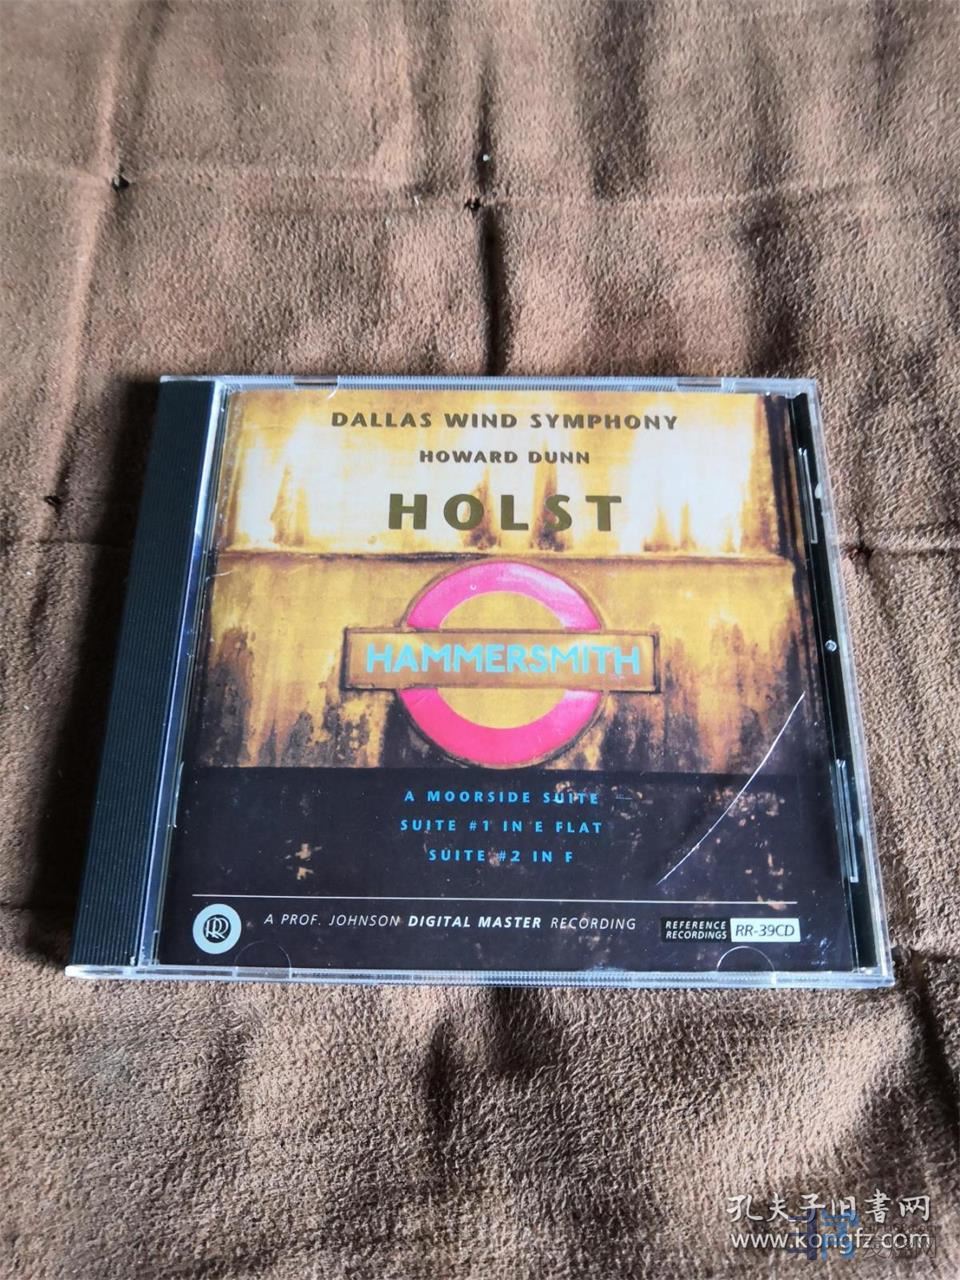 DALLAS WIND SYMPHONY
HOWARD DUNN
HOLST
HAMMERSMITH
A MOORSIDE SUITE
SUITE #1 IN E FLAT
SUITE #2 IN F
A PROF. JOHNSON DIGITAL MASTER RECORDING
REFERENCE
RECORDINGS
RR-39CD
孔夫子旧書网
www.kongfz.com